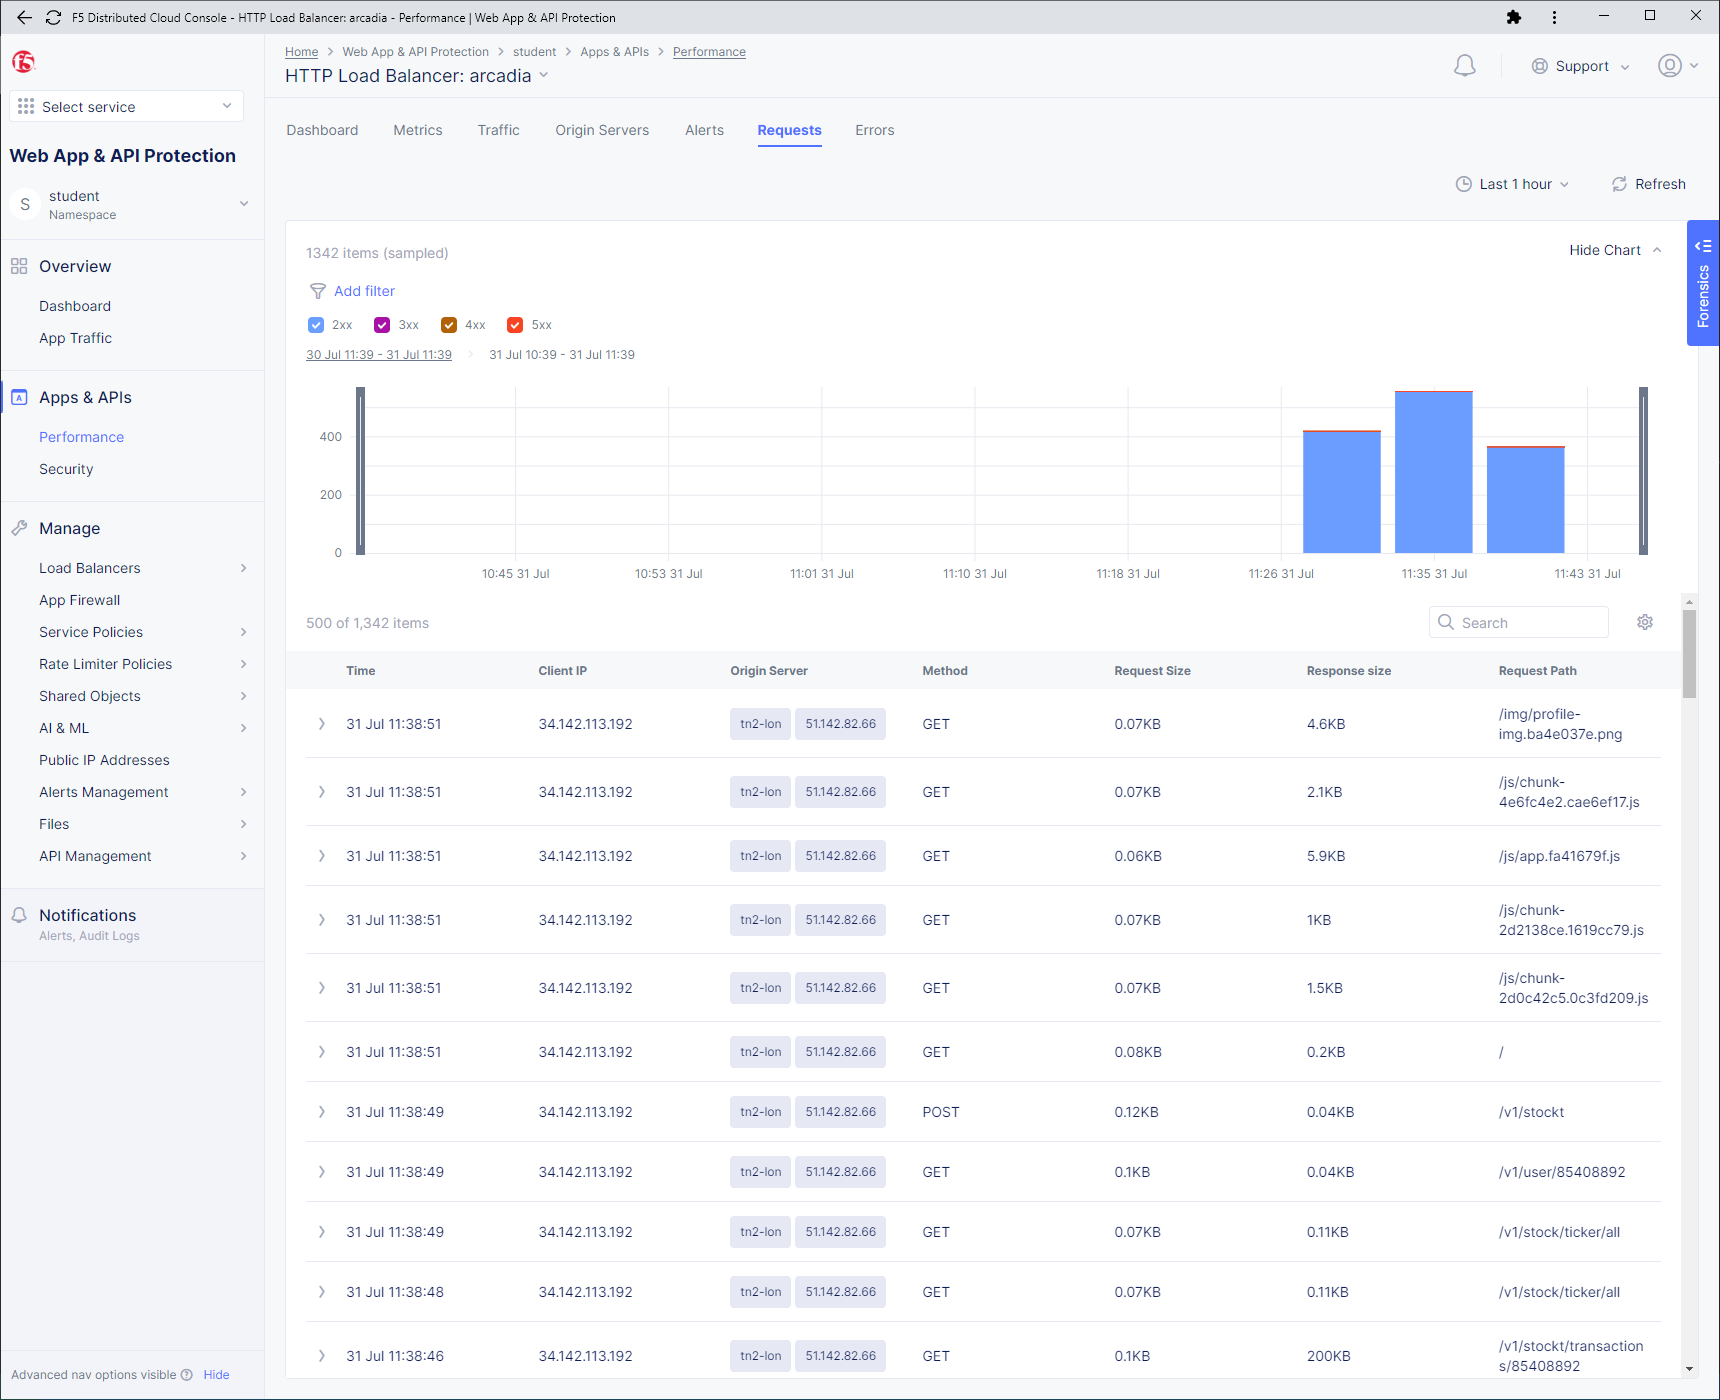 F5 Distributed Cloud Console - HTTP Load Balancer: arcadia - Performance | Web App & API Protection
f5
Select service
Web App & API Protection
S
student
Namespace
Overview
Dashboard
App Traffic
A
Apps & APIs
Performance
Security
Manage
Load Balancers
App Firewall
Service Policies
Rate Limiter Policies
Shared Objects
AI & ML
Public IP Addresses
Alerts Management
Files
API Management
Notifications
Alerts, Audit Logs
Advanced nav options visible ? Hide
Home > Web App & API Protection > student > Apps & APIs > Performance
HTTP Load Balancer: arcadia
Support
Dashboard Metrics Traffic Origin Servers Alerts Requests Errors
Last 1 hour Refresh
Forensics
1342 items (sampled) Hide Chart
Add filter
2xx 3xx 4xx 5xx
30 Jul 11:39 - 31 Jul 11:39 > 31 Jul 10:39 - 31 Jul 11:39
400
200
0
10:45 31 Jul 10:53 31 Jul 11:01 31 Jul 11:10 31 Jul 11:18 31 Jul 11:26 31 Jul 11:35 31 Jul 11:43 31 Jul
500 of 1,342 items Search
Time Client IP Origin Server Method Request Size Response size Request Path
31 Jul 11:38:51 34.142.113.192 tn2-lon 51.142.82.66 GET 0.07KB 4.6KB /img/profile-
img.ba4e037e.png
31 Jul 11:38:51 34.142.113.192 tn2-lon 51.142.82.66 GET 0.07KB 2.1KB /js/chunk-
4e6fc4e2.cae6ef17.js
31 Jul 11:38:51 34.142.113.192 tn2-lon 51.142.82.66 GET 0.06KB 5.9KB /js/app.fa41679f.js
31 Jul 11:38:51 34.142.113.192 tn2-lon 51.142.82.66 GET 0.07KB 1KB /js/chunk-
2d2138ce.1619cc79.js
31 Jul 11:38:51 34.142.113.192 tn2-lon 51.142.82.66 GET 0.07KB 1.5KB /js/chunk-
2d0c42c5.0c3fd209.js
31 Jul 11:38:51 34.142.113.192 tn2-lon 51.142.82.66 GET 0.08KB 0.2KB /
31 Jul 11:38:49 34.142.113.192 tn2-lon 51.142.82.66 POST 0.12KB 0.04KB /v1/stockt
31 Jul 11:38:49 34.142.113.192 tn2-lon 51.142.82.66 GET 0.1KB 0.04KB /v1/user/85408892
31 Jul 11:38:49 34.142.113.192 tn2-lon 51.142.82.66 GET 0.07KB 0.11KB /v1/stock/ticker/all
31 Jul 11:38:48 34.142.113.192 tn2-lon 51.142.82.66 GET 0.07KB 0.11KB /v1/stock/ticker/all
31 Jul 11:38:46 34.142.113.192 tn2-lon 51.142.82.66 GET 0.1KB 200KB /v1/stockt/transaction
s/85408892